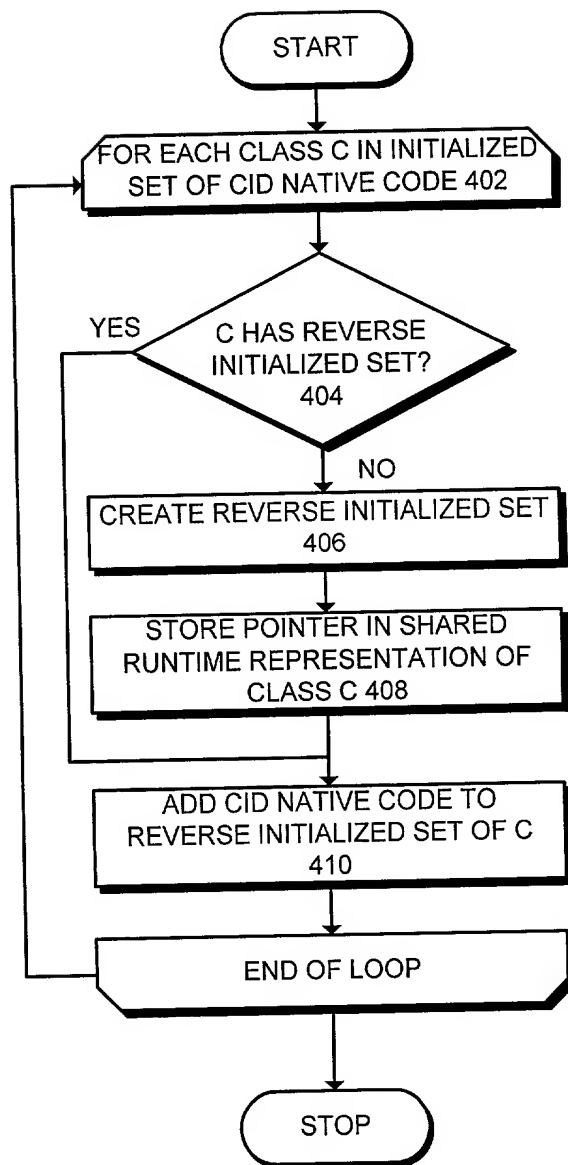 START
FOR EACH CLASS C IN INITIALIZED
SET OF CID NATIVE CODE 402
YES
C HAS REVERSE
INITIALIZED SET?
404
NO
CREATE REVERSE INITIALIZED SET
406
STORE POINTER IN SHARED
RUNTIME REPRESENTATION OF
CLASS C 408
ADD CID NATIVE CODE TO
REVERSE INITIALIZED SET OF C
410
END OF LOOP
STOP